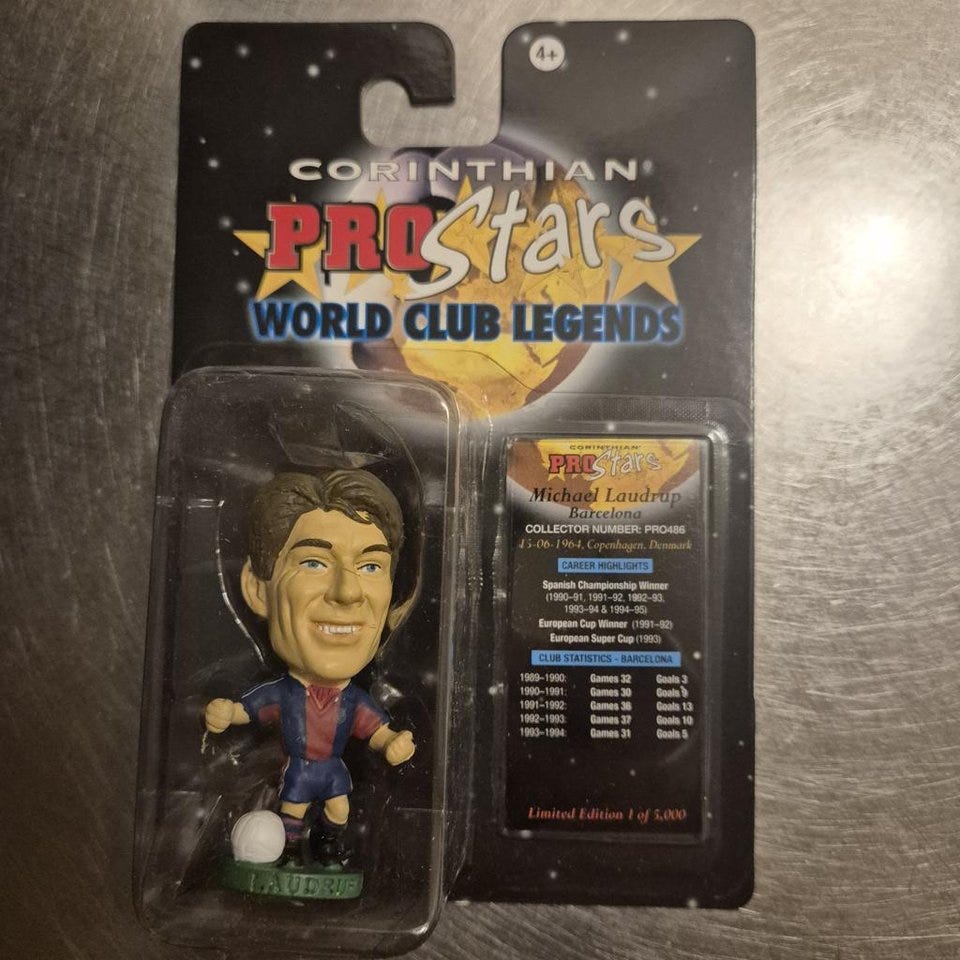 4+
CORINTHIAN®
PRO Stars
WORLD CLUB LEGENDS
CORINTHIAN
PRO Stars
Michael Laudrup
Barcelona
COLLECTOR NUMBER: PRO486
15-06-1964, Copenhagen, Denmark
CAREER HIGHLIGHTS
Spanish Championship Winner
(1990-91, 1991-92, 1992-93,
1993-94 & 1994-95)
European Cup Winner (1991-92)
European Super Cup (1993)
CLUB STATISTICS - BARCELONA
1989-1990: Games 32 Goals 3
1990-1991: Games 30 Goals 9
1991-1992: Games 36 Goals 13
1992-1993: Games 37 Goals 10
1993-1994: Games 31 Goals 5
Limited Edition 1 of 5,000
LAUDRUP